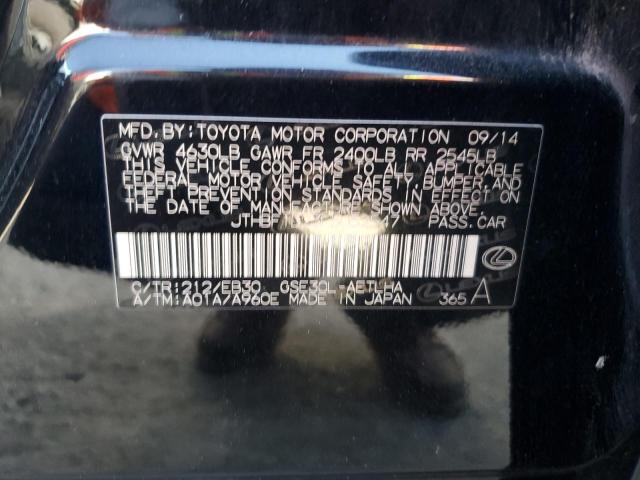 MFD. BY: TOYOTA MOTOR CORPORATION 09/14
GVWR 4630LB GAWR FR 2400LB RR 2545LB
THIS VEHICLE CONFORMS TO ALL APPLICABLE
FEDERAL MOTOR VEHICLE SAFETY, BUMPER, AND
THEFT PREVENTION STANDARDS IN EFFECT ON
THE DATE OF MANUFACTURE SHOWN ABOVE.
PASS. CAR
C/TR: 212/EB30 GSE30L-AETLHA
A/TM: A01A/A960E MADE IN JAPAN 365 A